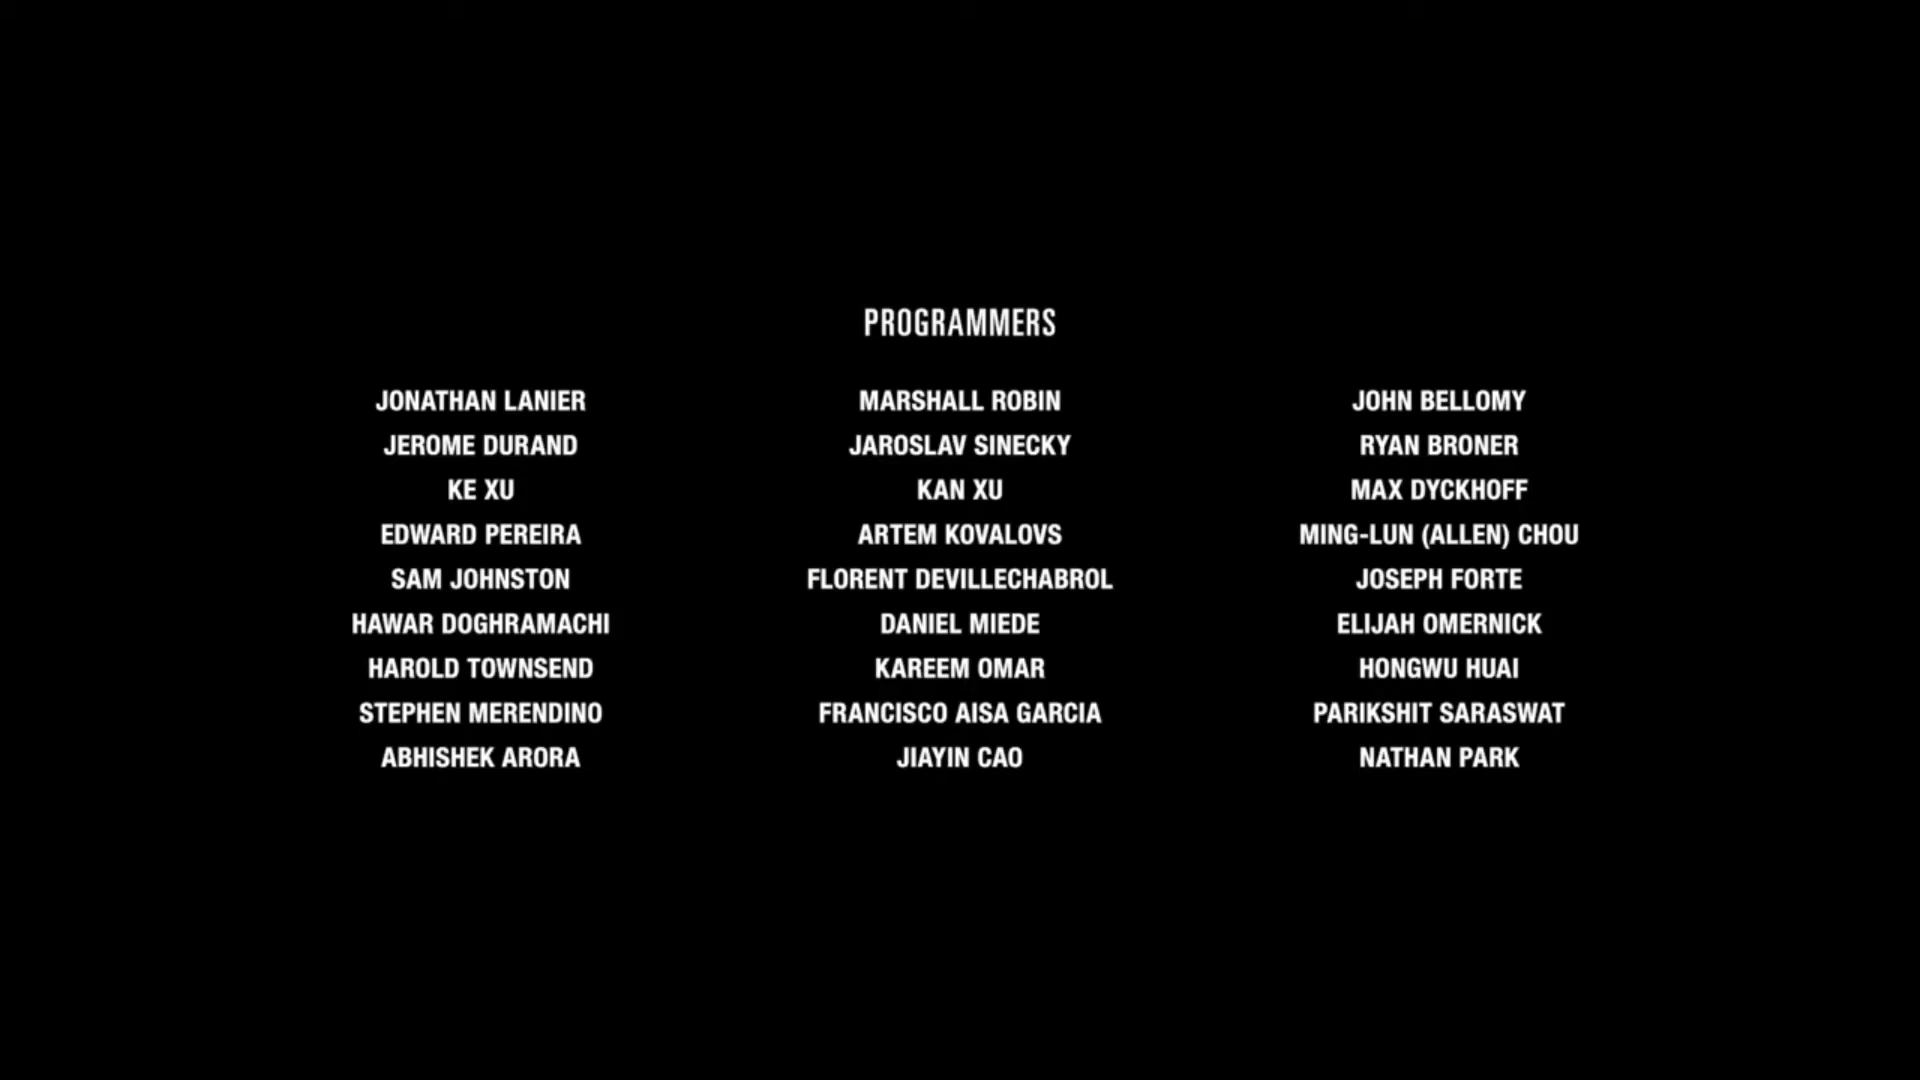 PROGRAMMERS
JONATHAN LANIER MARSHALL ROBIN JOHN BELLOMY
JEROME DURAND JAROSLAV SINECKY RYAN BRONER
KE XU KAN XU MAX DYCKHOFF
EDWARD PEREIRA ARTEM KOVALOVS MING-LUN (ALLEN) CHOU
SAM JOHNSTON FLORENT DEVILLECHABROL JOSEPH FORTE
HAWAR DOGHRAMACHI DANIEL MIEDE ELIJAH OMERNICK
HAROLD TOWNSEND KAREEM OMAR HONGWU HUAI
STEPHEN MERENDINO FRANCISCO AISA GARCIA PARIKSHIT SARASWAT
ABHISHEK ARORA JIAYIN CAO NATHAN PARK